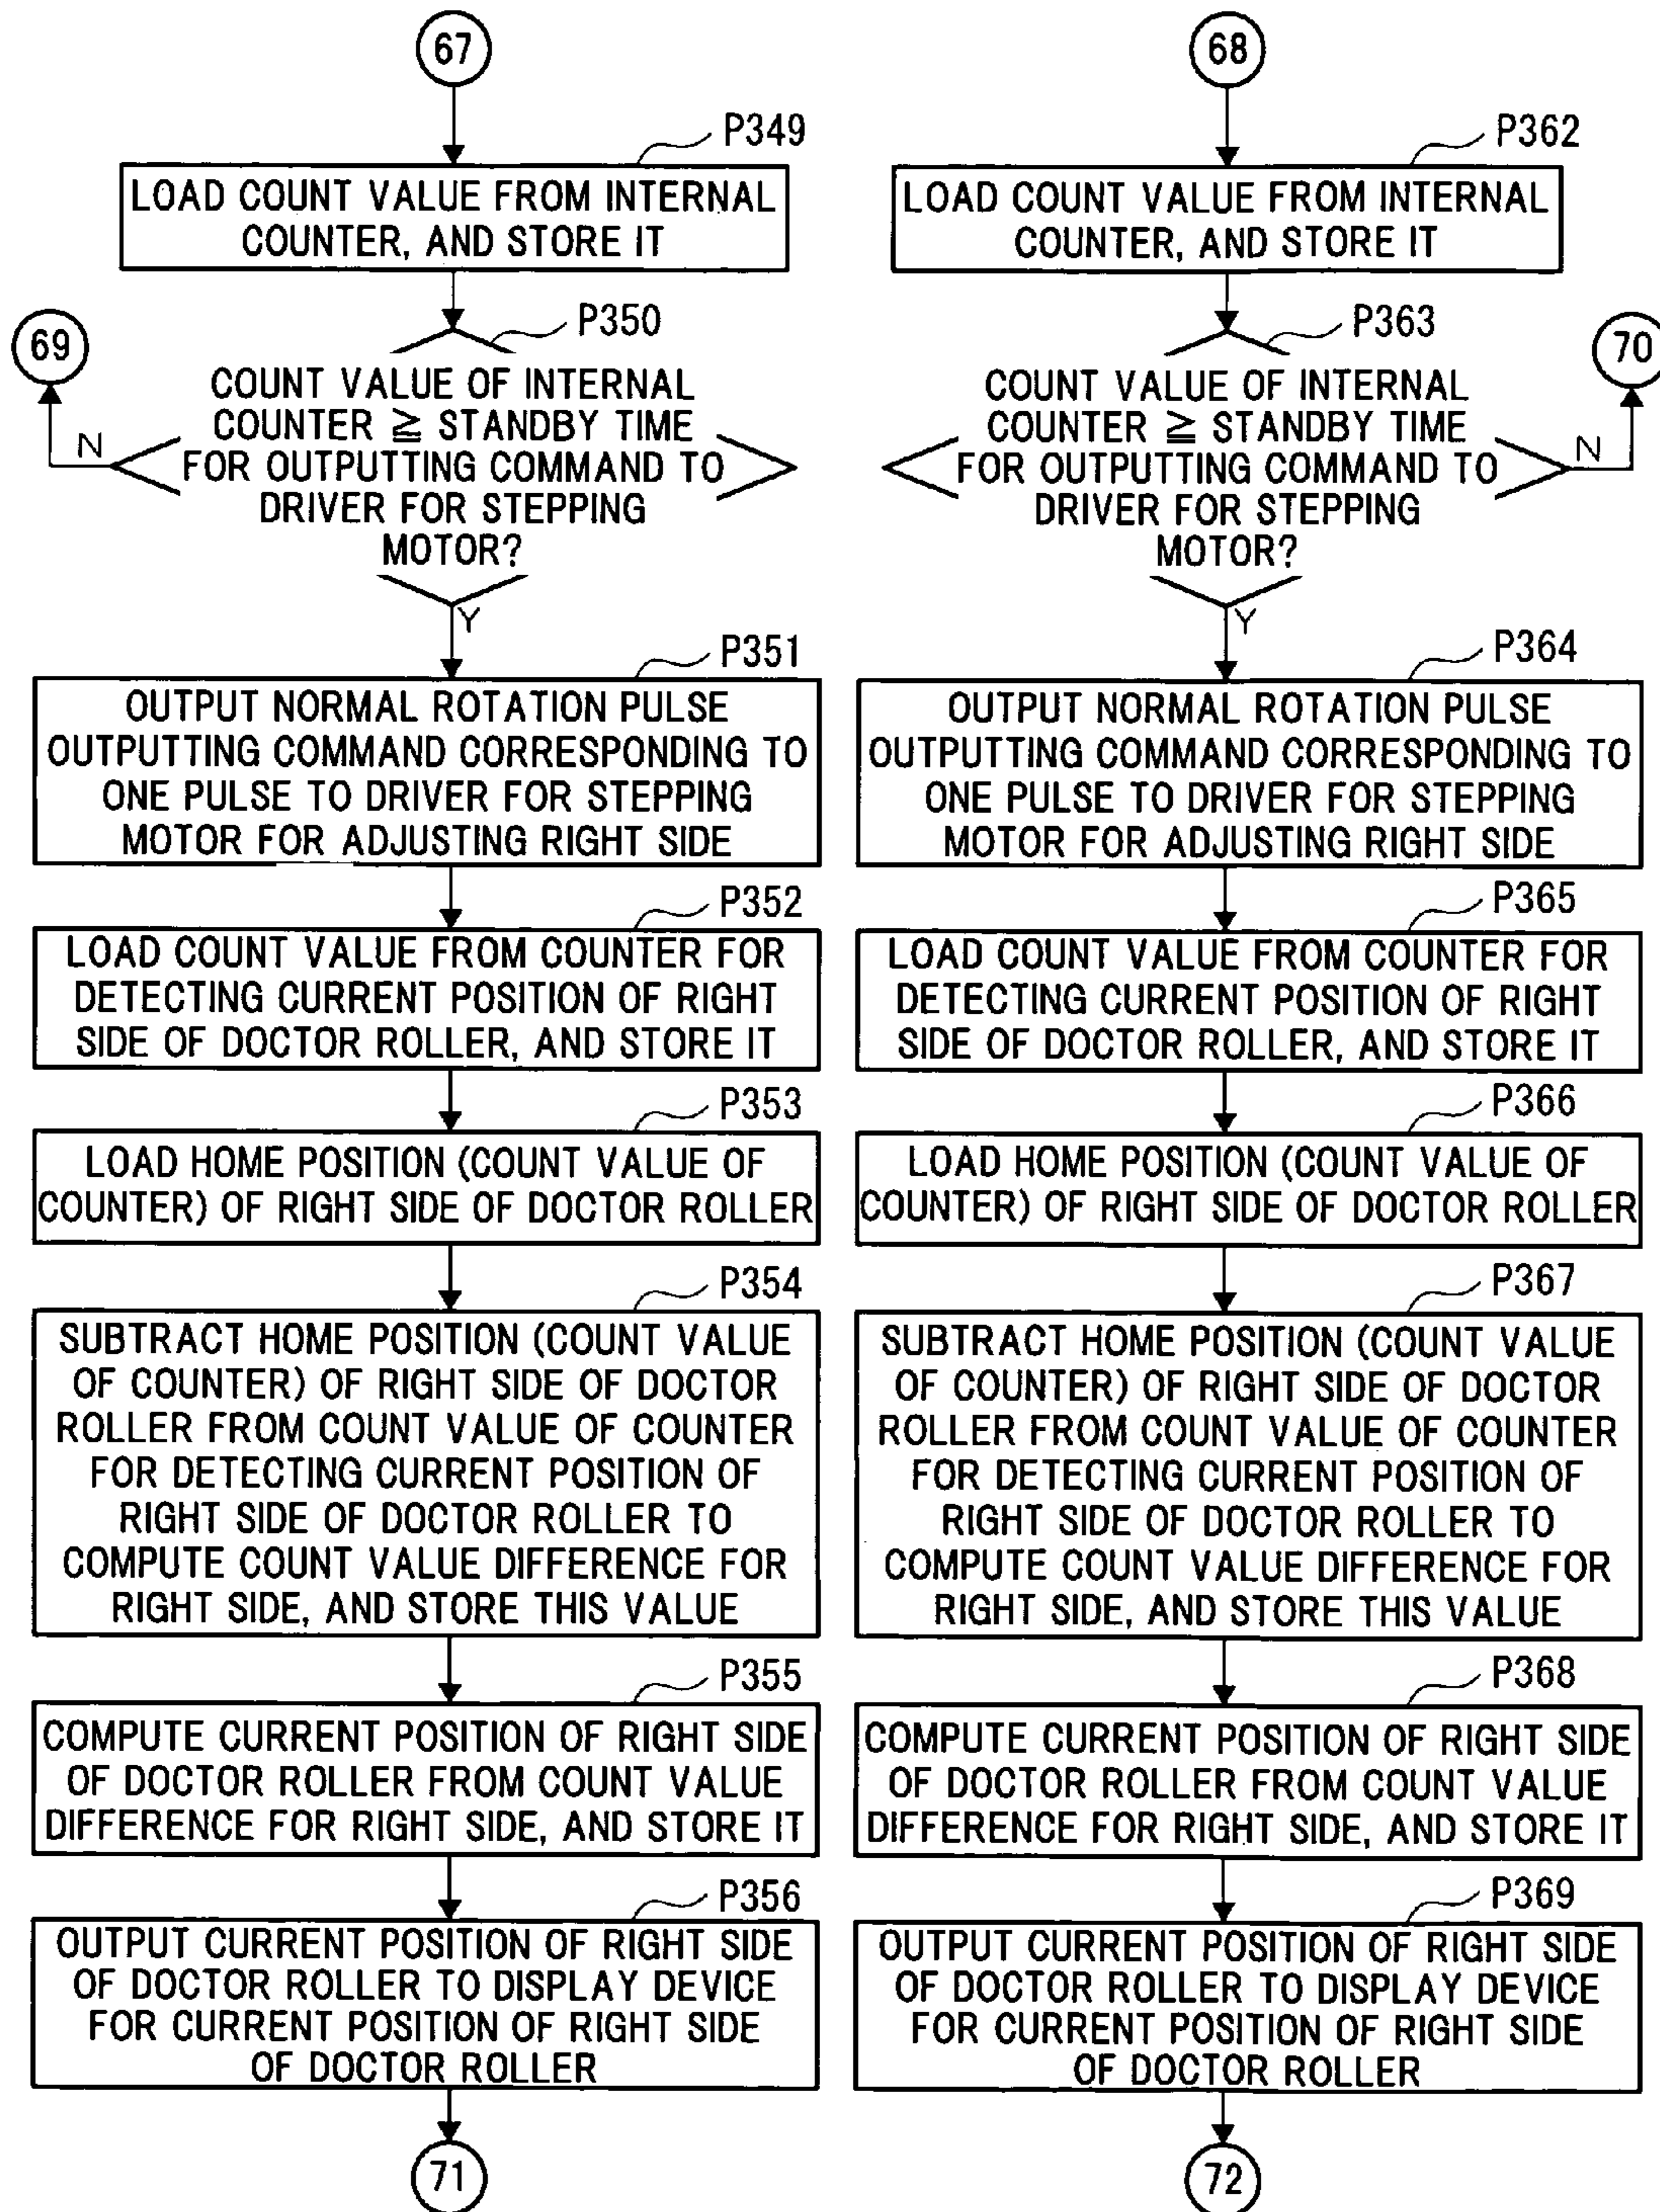 67
P349
LOAD COUNT VALUE FROM INTERNAL
COUNTER, AND STORE IT
P350
69
COUNT VALUE OF INTERNAL
COUNTER ≧ STANDBY TIME
N
FOR OUTPUTTING COMMAND TO
DRIVER FOR STEPPING
MOTOR?
Y
P351
OUTPUT NORMAL ROTATION PULSE
OUTPUTTING COMMAND CORRESPONDING TO
ONE PULSE TO DRIVER FOR STEPPING
MOTOR FOR ADJUSTING RIGHT SIDE
P352
LOAD COUNT VALUE FROM COUNTER FOR
DETECTING CURRENT POSITION OF RIGHT
SIDE OF DOCTOR ROLLER, AND STORE IT
P353
LOAD HOME POSITION (COUNT VALUE OF
COUNTER) OF RIGHT SIDE OF DOCTOR ROLLER
P354
SUBTRACT HOME POSITION (COUNT VALUE
OF COUNTER) OF RIGHT SIDE OF DOCTOR
ROLLER FROM COUNT VALUE OF COUNTER
FOR DETECTING CURRENT POSITION OF
RIGHT SIDE OF DOCTOR ROLLER TO
COMPUTE COUNT VALUE DIFFERENCE FOR
RIGHT SIDE, AND STORE THIS VALUE
P355
COMPUTE CURRENT POSITION OF RIGHT SIDE
OF DOCTOR ROLLER FROM COUNT VALUE
DIFFERENCE FOR RIGHT SIDE, AND STORE IT
P356
OUTPUT CURRENT POSITION OF RIGHT SIDE
OF DOCTOR ROLLER TO DISPLAY DEVICE
FOR CURRENT POSITION OF RIGHT SIDE
OF DOCTOR ROLLER
71
68
P362
LOAD COUNT VALUE FROM INTERNAL
COUNTER, AND STORE IT
P363
70
COUNT VALUE OF INTERNAL
COUNTER ≧ STANDBY TIME
N
FOR OUTPUTTING COMMAND TO
DRIVER FOR STEPPING
MOTOR?
Y
P364
OUTPUT NORMAL ROTATION PULSE
OUTPUTTING COMMAND CORRESPONDING TO
ONE PULSE TO DRIVER FOR STEPPING
MOTOR FOR ADJUSTING RIGHT SIDE
P365
LOAD COUNT VALUE FROM COUNTER FOR
DETECTING CURRENT POSITION OF RIGHT
SIDE OF DOCTOR ROLLER, AND STORE IT
P366
LOAD HOME POSITION (COUNT VALUE OF
COUNTER) OF RIGHT SIDE OF DOCTOR ROLLER
P367
SUBTRACT HOME POSITION (COUNT VALUE
OF COUNTER) OF RIGHT SIDE OF DOCTOR
ROLLER FROM COUNT VALUE OF COUNTER
FOR DETECTING CURRENT POSITION OF
RIGHT SIDE OF DOCTOR ROLLER TO
COMPUTE COUNT VALUE DIFFERENCE FOR
RIGHT SIDE, AND STORE THIS VALUE
P368
COMPUTE CURRENT POSITION OF RIGHT SIDE
OF DOCTOR ROLLER FROM COUNT VALUE
DIFFERENCE FOR RIGHT SIDE, AND STORE IT
P369
OUTPUT CURRENT POSITION OF RIGHT SIDE
OF DOCTOR ROLLER TO DISPLAY DEVICE
FOR CURRENT POSITION OF RIGHT SIDE
OF DOCTOR ROLLER
72